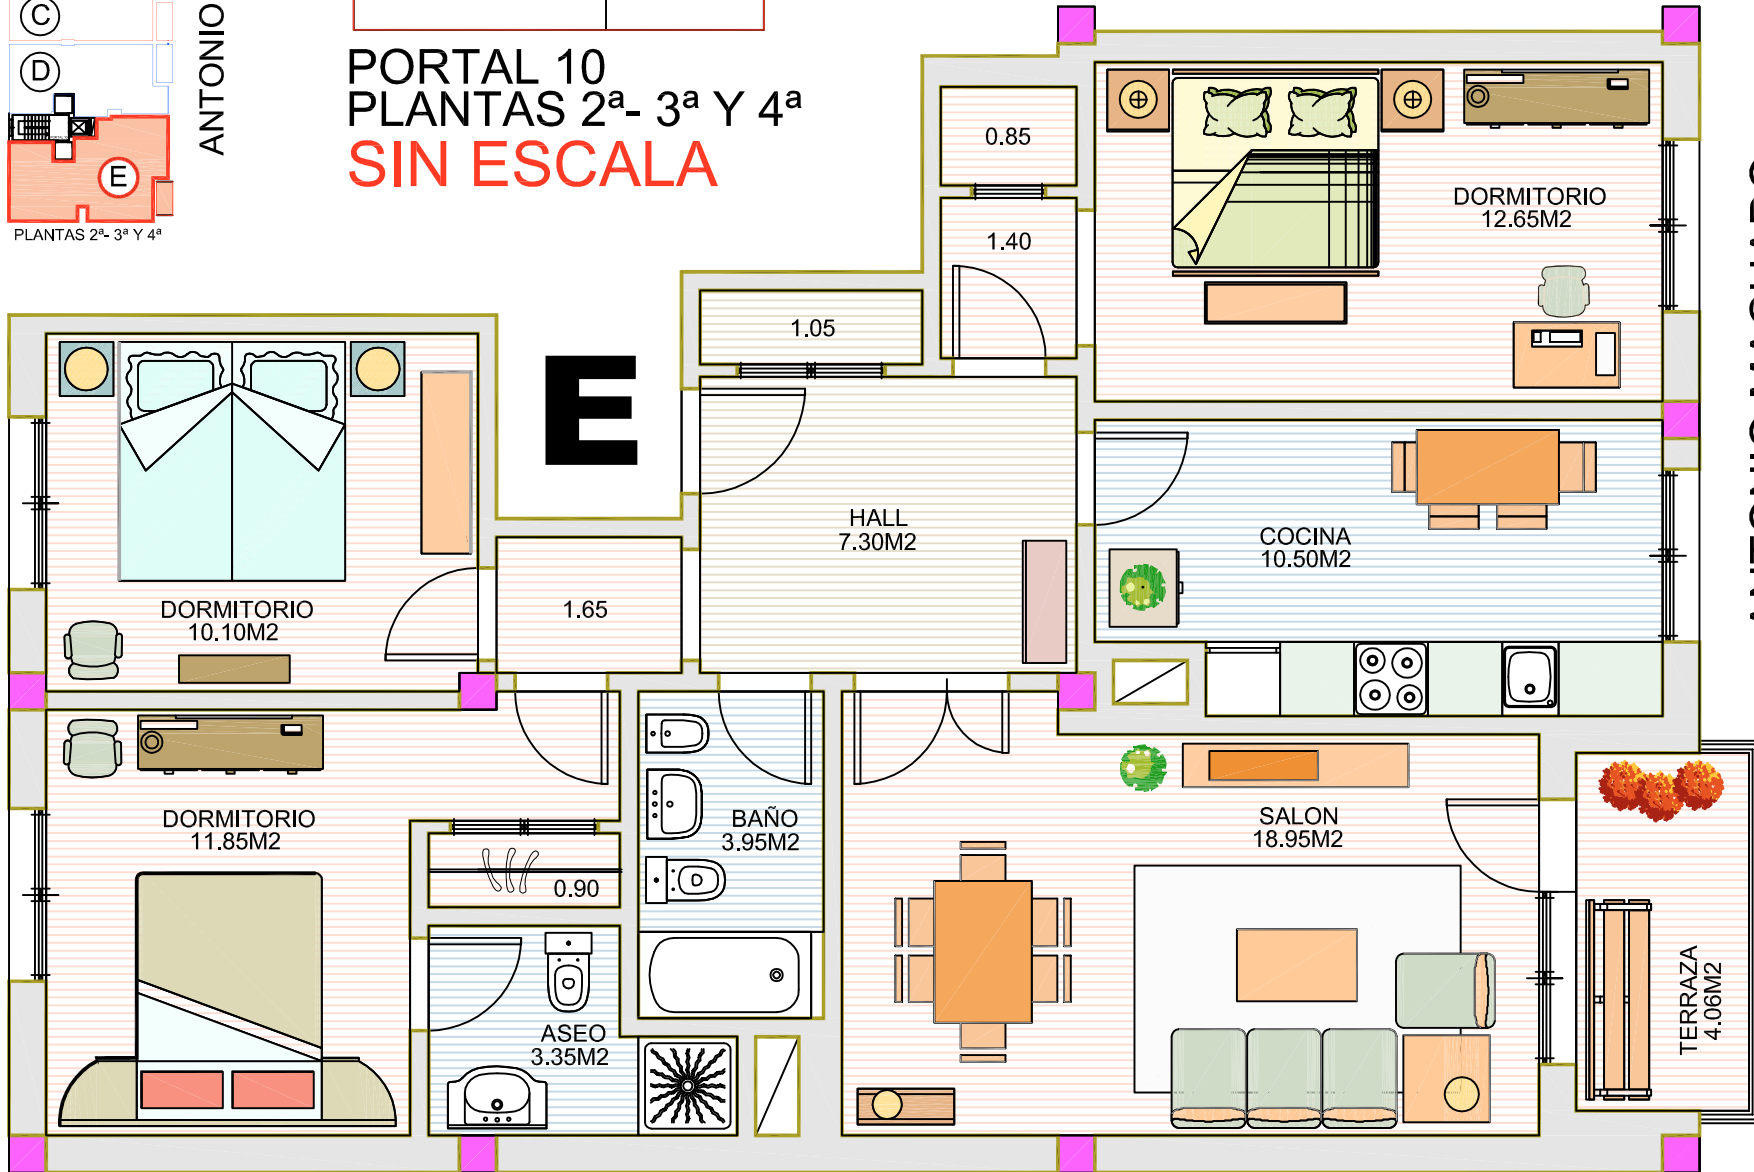 C
D
E
PLANTAS 2ª- 3ª Y 4ª
ANTONIO
PORTAL 10
PLANTAS 2ª- 3ª Y 4ª
SIN ESCALA
0.85
1.40
DORMITORIO
12.65M2
1.05
E
HALL
7.30M2
COCINA
10.50M2
DORMITORIO
10.10M2
1.65
DORMITORIO
11.85M2
0.90
BAÑO
3.95M2
SALON
18.95M2
ASEO
3.35M2
TERRAZA
4.06M2